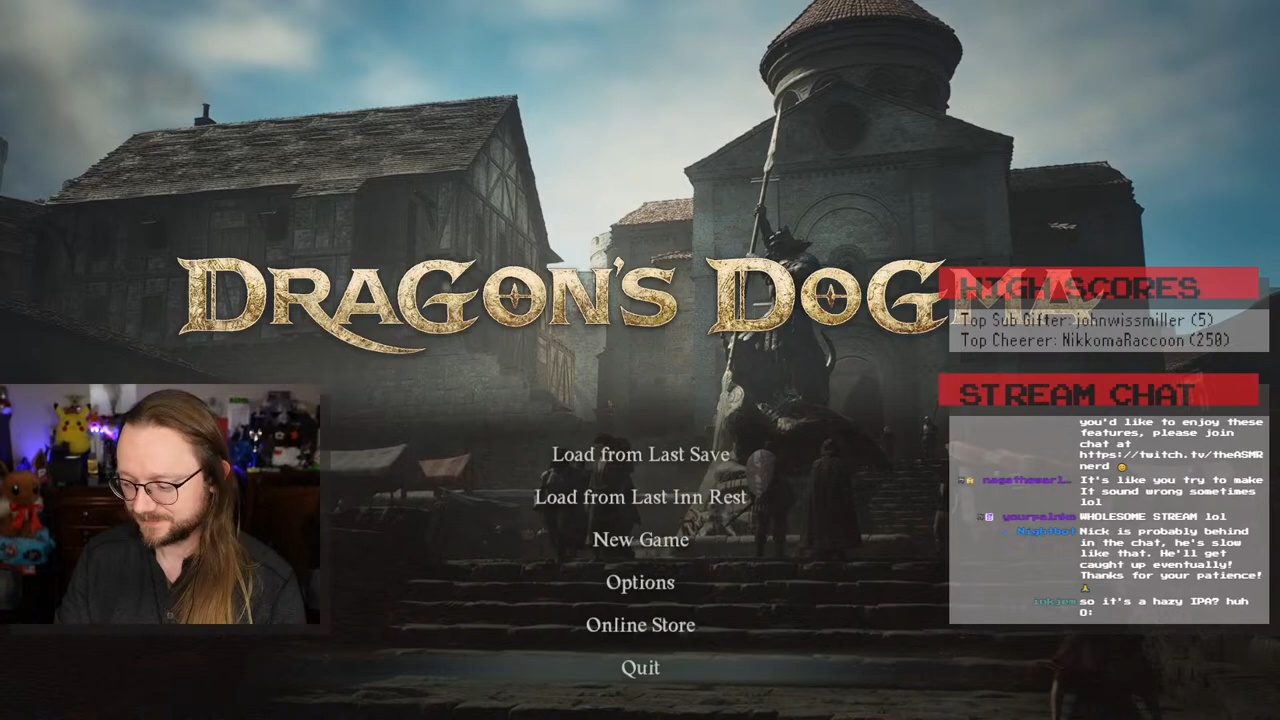 DRAGON'S DOGMA
HIGH SCORES
Top Sub Gifter: johnwissmiller (5)
Top Cheerer: NikkomaRaccoon (250)
STREAM CHAT
you'd like to enjoy these
features, please join
chat at
https://twitch.tv/theASMR
nerd
It's like you try to make
It sound wrong sometimes
lol
yourpalnko WHOLESOME STREAM lol
Nightbot Nick is probably behind
in the chat, he's slow
like that. He'll get
caught up eventually!
Thanks for your patience!
inkjem so it's a hazy IPA? huh
O:
Load from Last Save
Load from Last Inn Rest
New Game
Options
Online Store
Quit